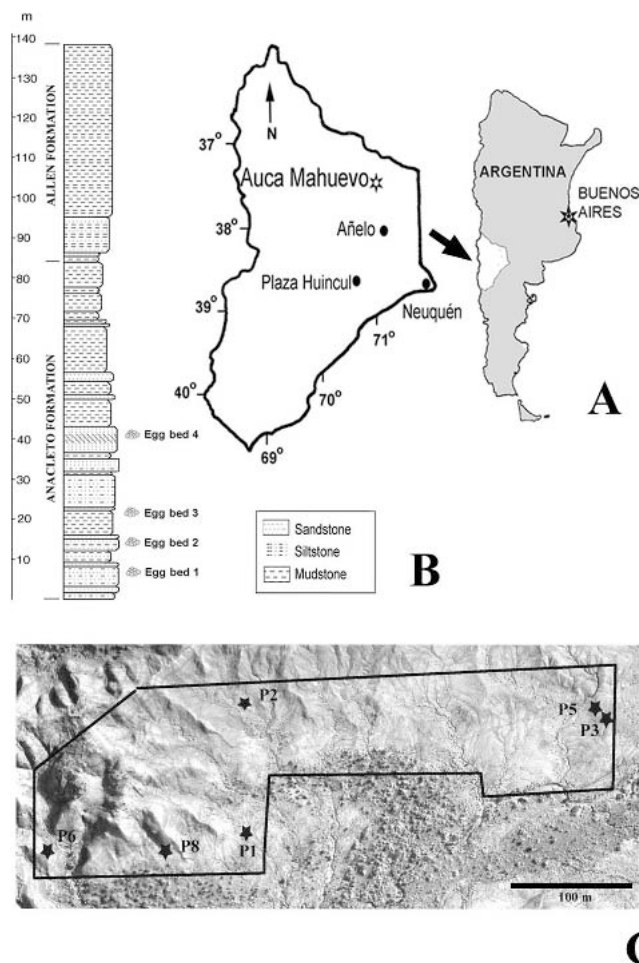 m
140
130
120
110
100
90
80
70
60
50
40
30
20
10
ALLEN FORMATION
ANACLETO FORMATION
Egg bed 4
Egg bed 3
Egg bed 2
Egg bed 1
N
37°
38°
39°
40°
69°
70°
71°
Auca Mahuevo
Añelo
Plaza Huincul
Neuquén
ARGENTINA
BUENOS
AIRES
A
Sandstone
Siltstone
Mudstone
B
P2
P5
P3
P6
P8
P1
100 m